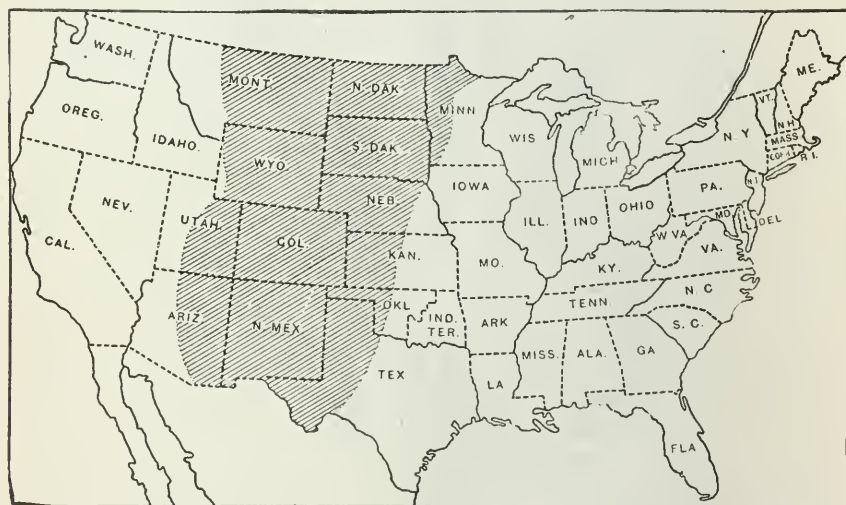 WASH.
MONT.
N. DAK
MINN
ME.
OREG.
IDAHO.
S. DAK
WIS
MICH
VT.
N.H
N.Y
MASS
CONN
R I.
WYO.
NEB.
IOWA
PA.
N.J
NEV.
UTAH.
COL.
ILL.
IND
OHIO
MD.
DEL
CAL.
KAN.
MO.
W VA
VA.
KY.
ARIZ
N. MEX
OKL
IND.
TER.
ARK
TENN.
N. C
S. C.
TEX
LA
MISS.
ALA.
GA
FLA